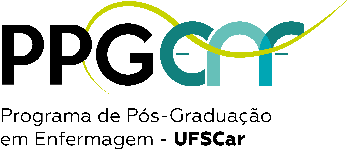 PPGENF
Programa de Pós-Graduação
em Enfermagem - UFSCar